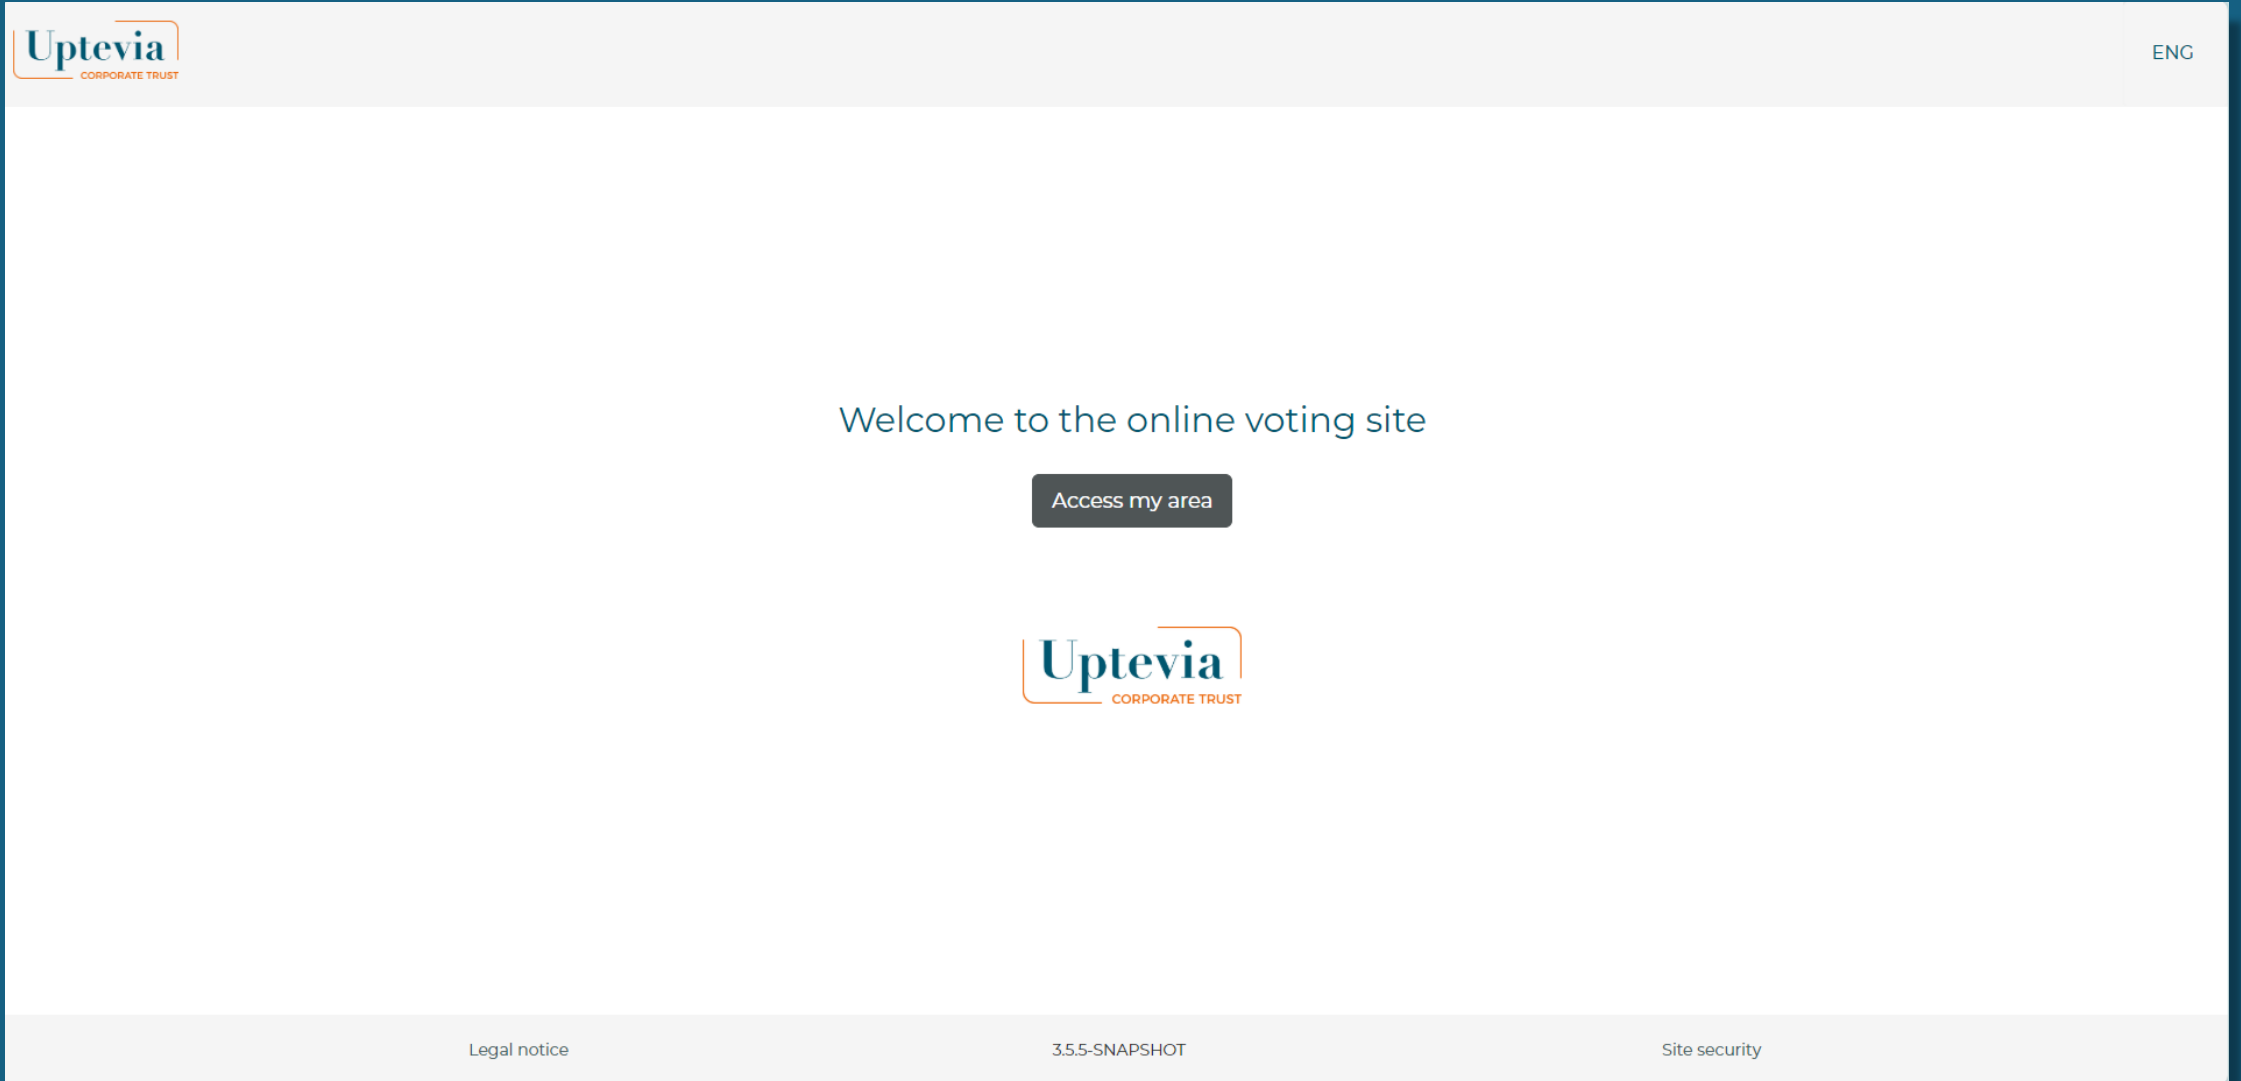 Uptevia
CORPORATE TRUST
ENG
Welcome to the online voting site
Access my area
Uptevia
CORPORATE TRUST
Legal notice
3.5.5-SNAPSHOT
Site security